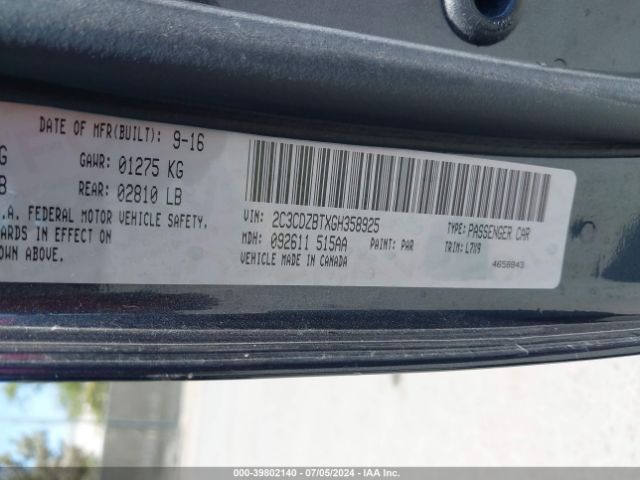 DATE OF MFR(BUILT): 9-16
G GAWR: 01275 KG
B REAR: 02810 LB
.A. FEDERAL MOTOR VEHICLE SAFETY.
ARDS IN EFFECT ON
OWN ABOVE.
VIN: 2C3CDZBTXGH358925
TYPE: PASSENGER CAR
MDH: 092611 515AA
PAINT: PAR
TRIM: L7X9
VEHICLE MADE IN CANADA
4658843
000-39802140 - 07/05/2024 - IAA Inc.